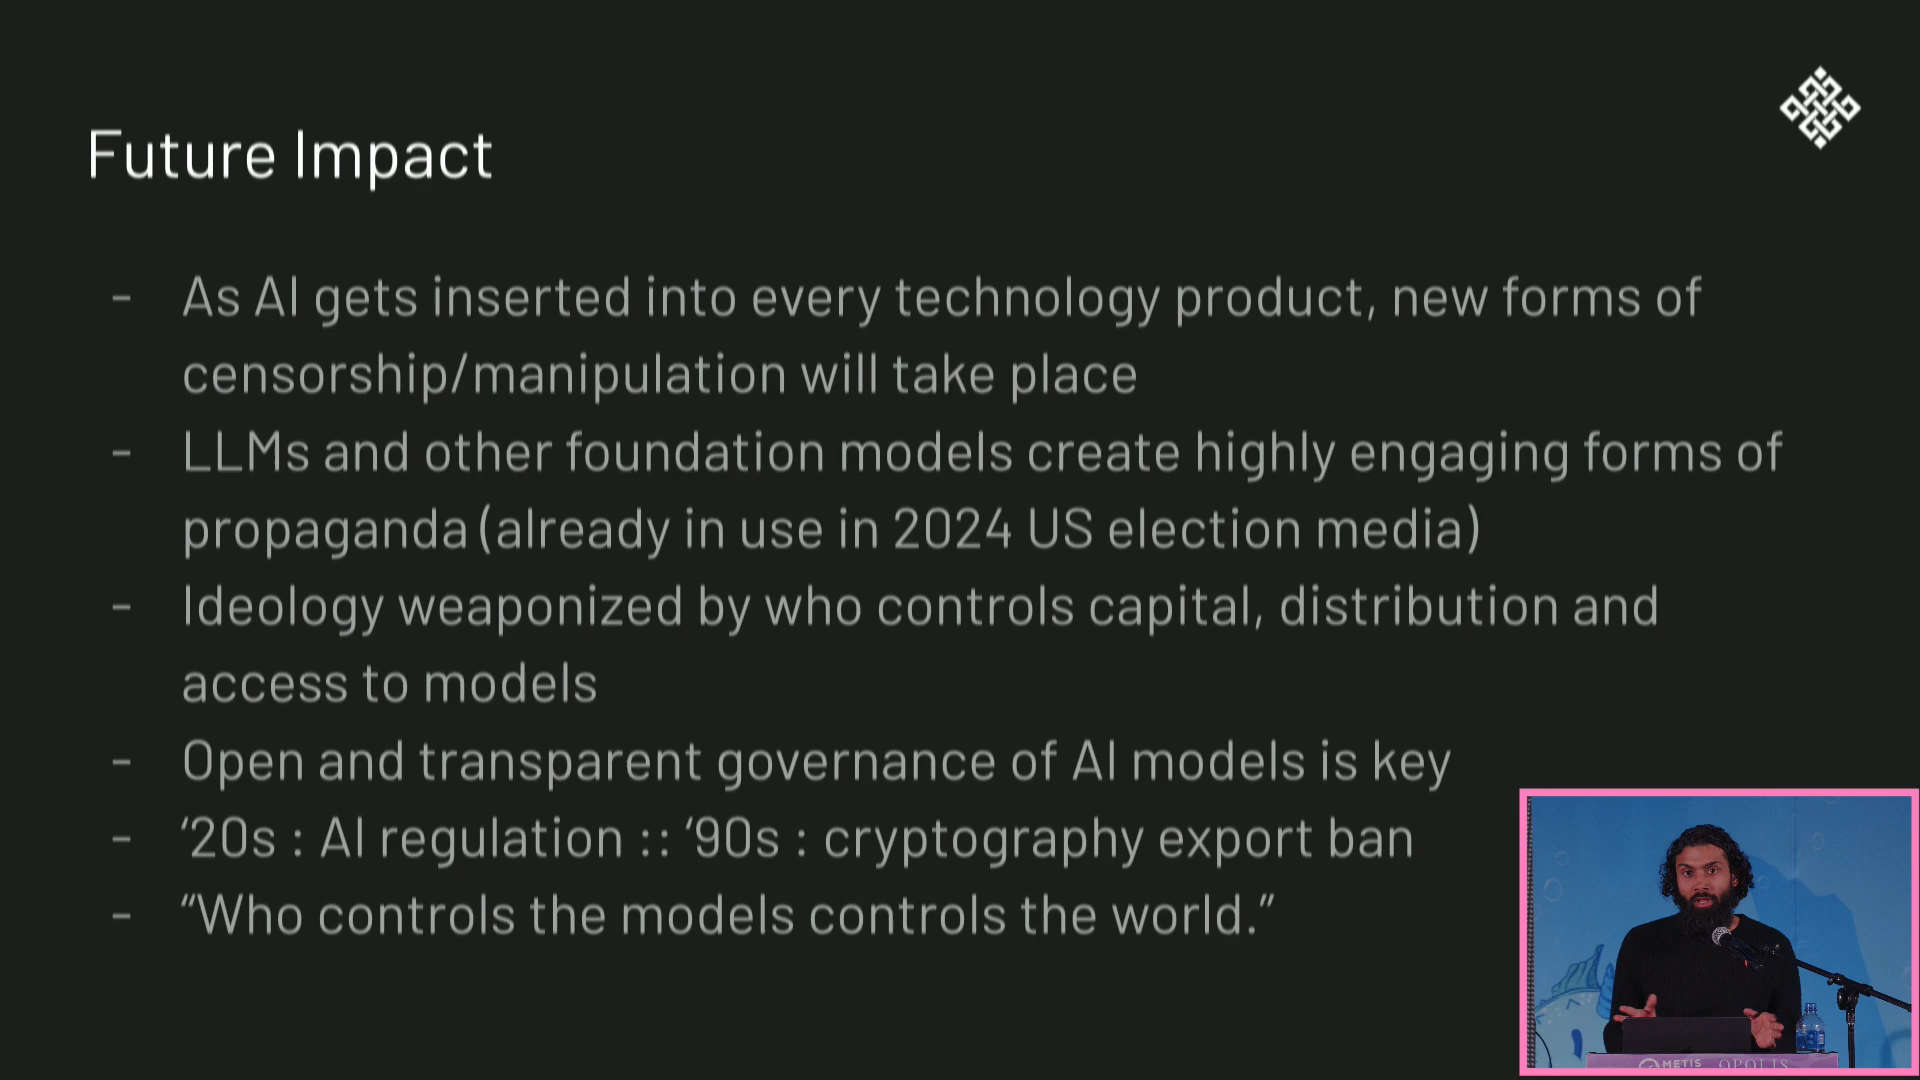 Future Impact
- As AI gets inserted into every technology product, new forms of
censorship/manipulation will take place
- LLMs and other foundation models create highly engaging forms of
propaganda (already in use in 2024 US election media)
- Ideology weaponized by who controls capital, distribution and
access to models
- Open and transparent governance of AI models is key
- ‘20s : AI regulation :: ‘90s : cryptography export ban
- “Who controls the models controls the world.”
METIS OPOLIS